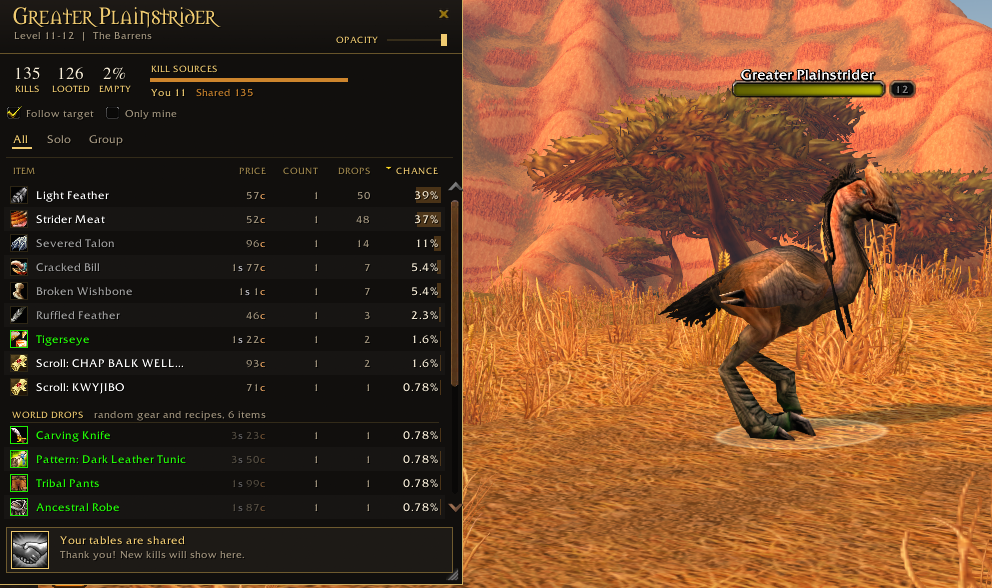 Greater Plainstrider
Level 11-12 | The Barrens
OPACITY
135 126 2%
KILLS LOOTED EMPTY
KILL SOURCES
You 11 Shared 135
Follow target Only mine
All Solo Group
ITEM PRICE COUNT DROPS CHANCE
Light Feather 57c 1 50 39%
Strider Meat 52c 1 48 37%
Severed Talon 96c 1 14 11%
Cracked Bill 1s 77c 1 7 5.4%
Broken Wishbone 1s 1c 1 7 5.4%
Ruffled Feather 46c 1 3 2.3%
Tigerseye 1s 22c 1 2 1.6%
Scroll: CHAP BALK WELL... 93c 1 2 1.6%
Scroll: KWYJIBO 71c 1 1 0.78%
WORLD DROPS random gear and recipes, 6 items
Carving Knife 3s 23c 1 1 0.78%
Pattern: Dark Leather Tunic 3s 50c 1 1 0.78%
Tribal Pants 1s 99c 1 1 0.78%
Ancestral Robe 1s 87c 1 1 0.78%
Your tables are shared
Thank you! New kills will show here.
Greater Plainstrider
12